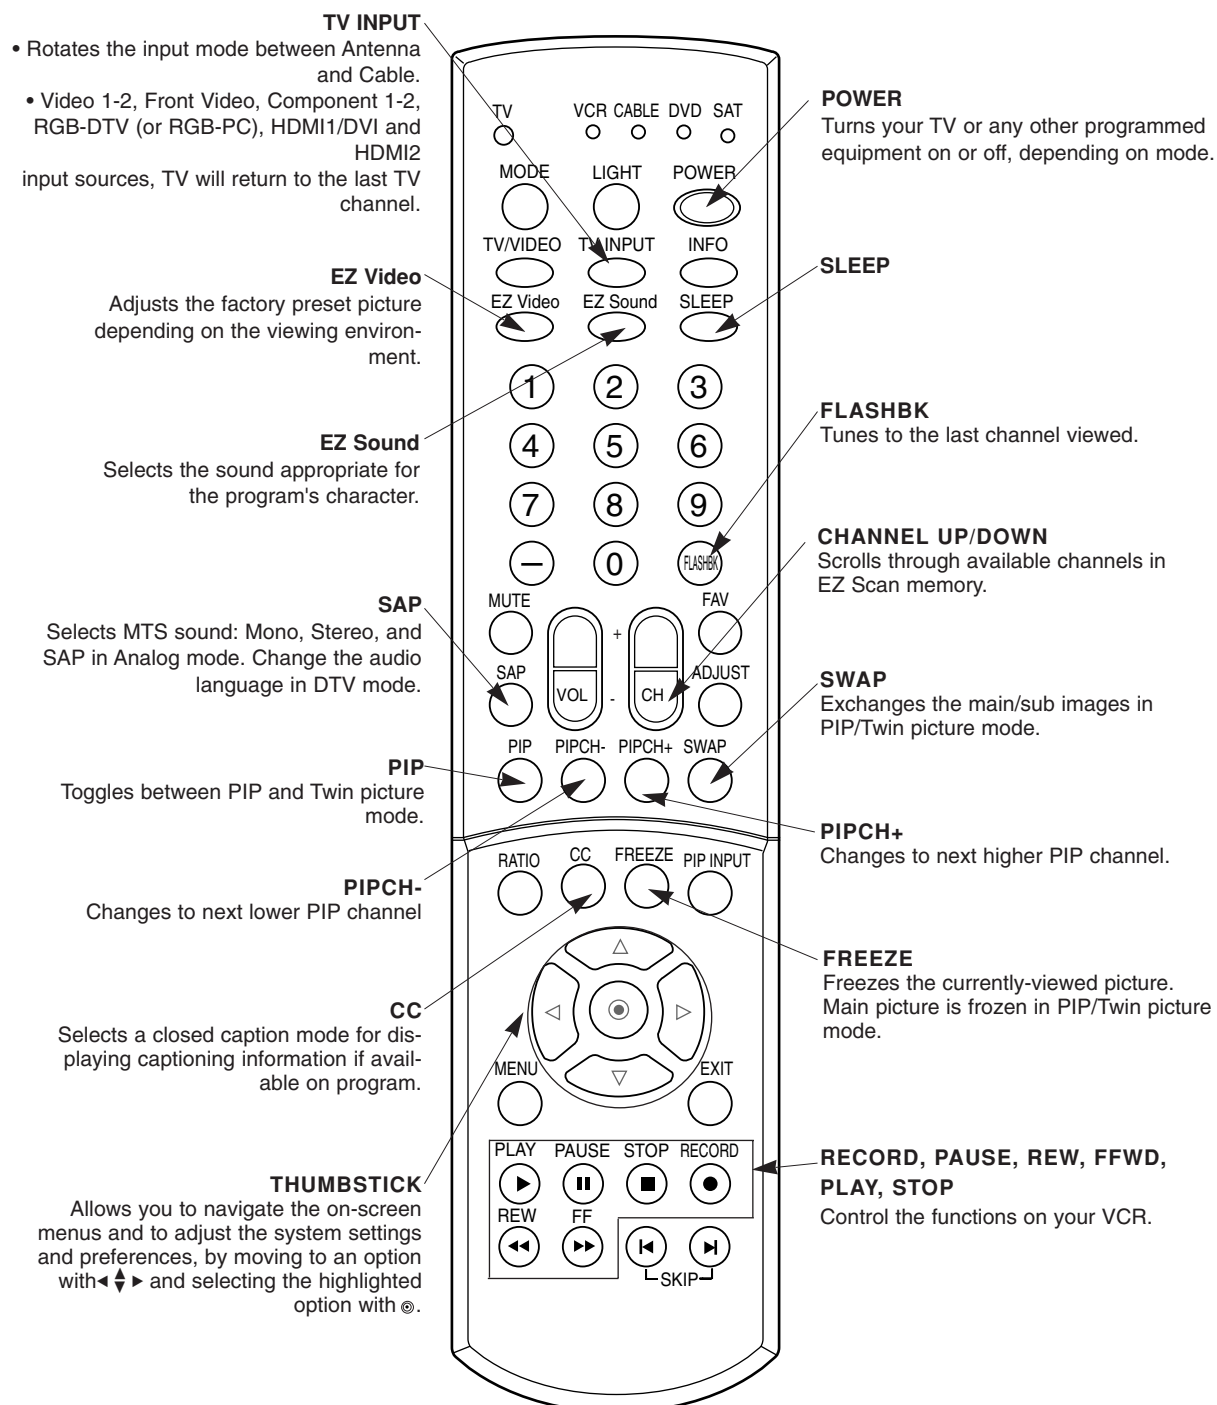 TV INPUT
• Rotates the input mode between Antenna
and Cable.
• Video 1-2, Front Video, Component 1-2,
RGB-DTV (or RGB-PC), HDMI1/DVI and
HDMI2
input sources, TV will return to the last TV
channel.
EZ Video
Adjusts the factory preset picture
depending on the viewing environ-
ment.
EZ Sound
Selects the sound appropriate for
the program's character.
SAP
Selects MTS sound: Mono, Stereo, and
SAP in Analog mode. Change the audio
language in DTV mode.
PIP
Toggles between PIP and Twin picture
mode.
PIPCH-
Changes to next lower PIP channel
CC
Selects a closed caption mode for dis-
playing captioning information if avail-
able on program.
THUMBSTICK
Allows you to navigate the on-screen
menus and to adjust the system settings
and preferences, by moving to an option
with◄ ▲▼ ► and selecting the highlighted
option with ◎.
TV VCR CABLE DVD SAT
MODE LIGHT POWER
TV/VIDEO TV INPUT INFO
EZ Video EZ Sound SLEEP
1 2 3
4 5 6
7 8 9
— 0 FLASHBK
MUTE + FAV
SAP VOL - CH ADJUST
PIP PIPCH- PIPCH+ SWAP
RATIO CC FREEZE PIP INPUT
MENU EXIT
PLAY PAUSE STOP RECORD
REW FF
SKIP
POWER
Turns your TV or any other programmed
equipment on or off, depending on mode.
SLEEP
FLASHBK
Tunes to the last channel viewed.
CHANNEL UP/DOWN
Scrolls through available channels in
EZ Scan memory.
SWAP
Exchanges the main/sub images in
PIP/Twin picture mode.
PIPCH+
Changes to next higher PIP channel.
FREEZE
Freezes the currently-viewed picture.
Main picture is frozen in PIP/Twin picture
mode.
RECORD, PAUSE, REW, FFWD,
PLAY, STOP
Control the functions on your VCR.